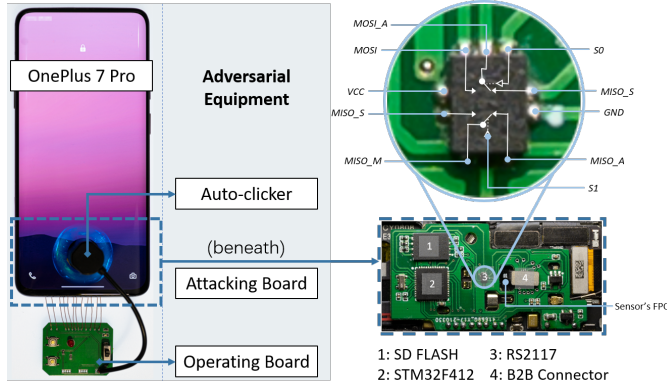 OnePlus 7 Pro
Adversarial
Equipment
Auto-clicker
(beneath)
Attacking Board
Operating Board
MOSI_A
MOSI
S0
VCC
MISO_S
MISO_S
GND
MISO_M
MISO_A
S1
1
2
3
4
Sensor's FPC
1: SD FLASH
3: RS2117
2: STM32F412
4: B2B Connector